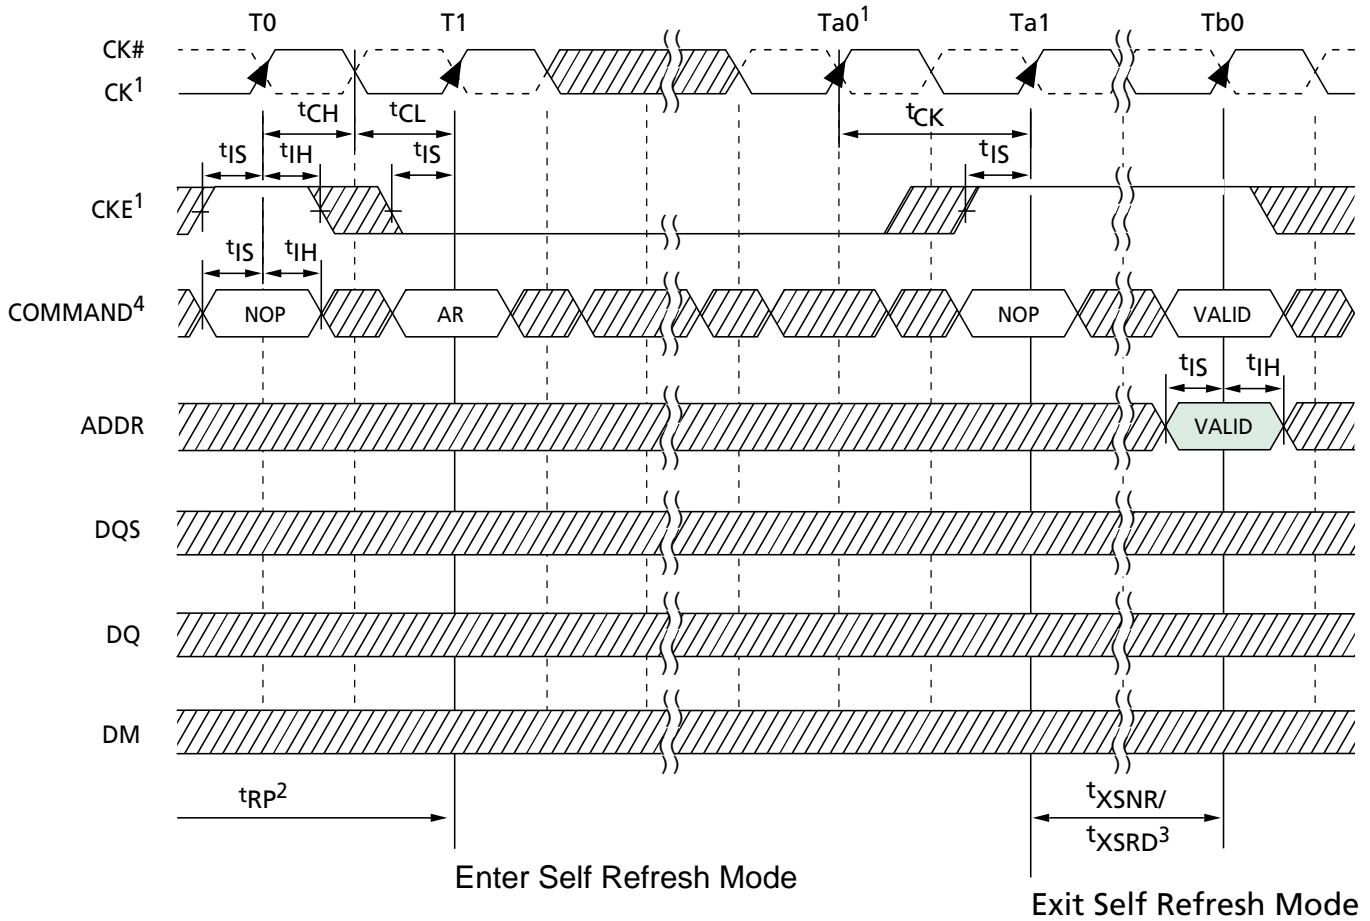 T0 T1 Ta0¹ Ta1 Tb0
CK#
CK¹
tCH tCL tCK
tIS tIH tIS tIS
CKE¹
tIS tIH
COMMAND⁴ NOP AR NOP VALID
tIS tIH
ADDR VALID
DQS
DQ
DM
tRP² tXSNR/
tXSRD³
Enter Self Refresh Mode
Exit Self Refresh Mode